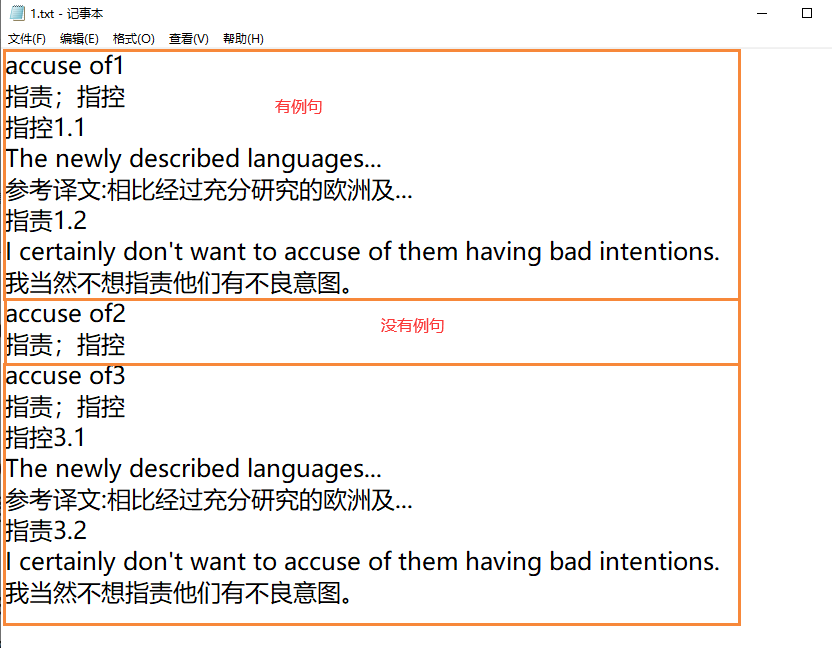 1.txt - 记事本
文件(F) 编辑(E) 格式(O) 查看(V) 帮助(H)
accuse of1
指责；指控
有例句
指控1.1
The newly described languages...
参考译文:相比经过充分研究的欧洲及...
指责1.2
I certainly don't want to accuse of them having bad intentions.
我当然不想指责他们有不良意图。
accuse of2
没有例句
指责；指控
accuse of3
指责；指控
指控3.1
The newly described languages...
参考译文:相比经过充分研究的欧洲及...
指责3.2
I certainly don't want to accuse of them having bad intentions.
我当然不想指责他们有不良意图。